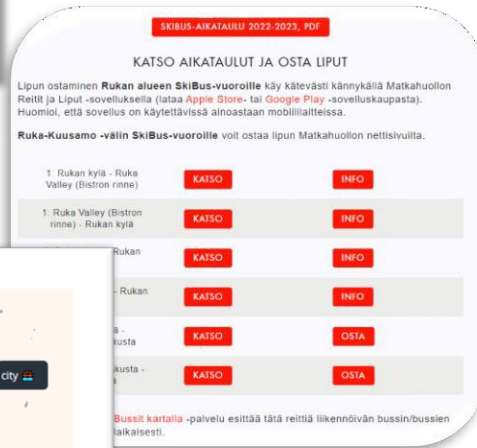 SKIBUS-AIKATAULU 2022-2023, PDF
KATSO AIKATAULUT JA OSTA LIPUT
Lipun ostaminen Rukan alueen SkiBus-vuoroille käy kätevästi kännykällä Matkahuollon
Reitit ja Liput -sovelluksella (lataa Apple Store- tai Google Play -sovelluskaupasta).
Huomioi, että sovellus on käytettävissä ainoastaan mobiililaitteissa.
Ruka-Kuusamo -välin SkiBus-vuoroille voit ostaa lipun Matkahuollon nettisivuilta.
1: Rukan kylä - Ruka
Valley (Bistron rinne)
KATSO
INFO
1: Ruka Valley (Bistron
rinne) - Rukan kylä
KATSO
INFO
Rukan
KATSO
INFO
- Rukan
KATSO
INFO
KATSO
OSTA
KATSO
OSTA
city
Bussit kartalla -palvelu esittää tätä reittiä liikennöivän bussin/bussien